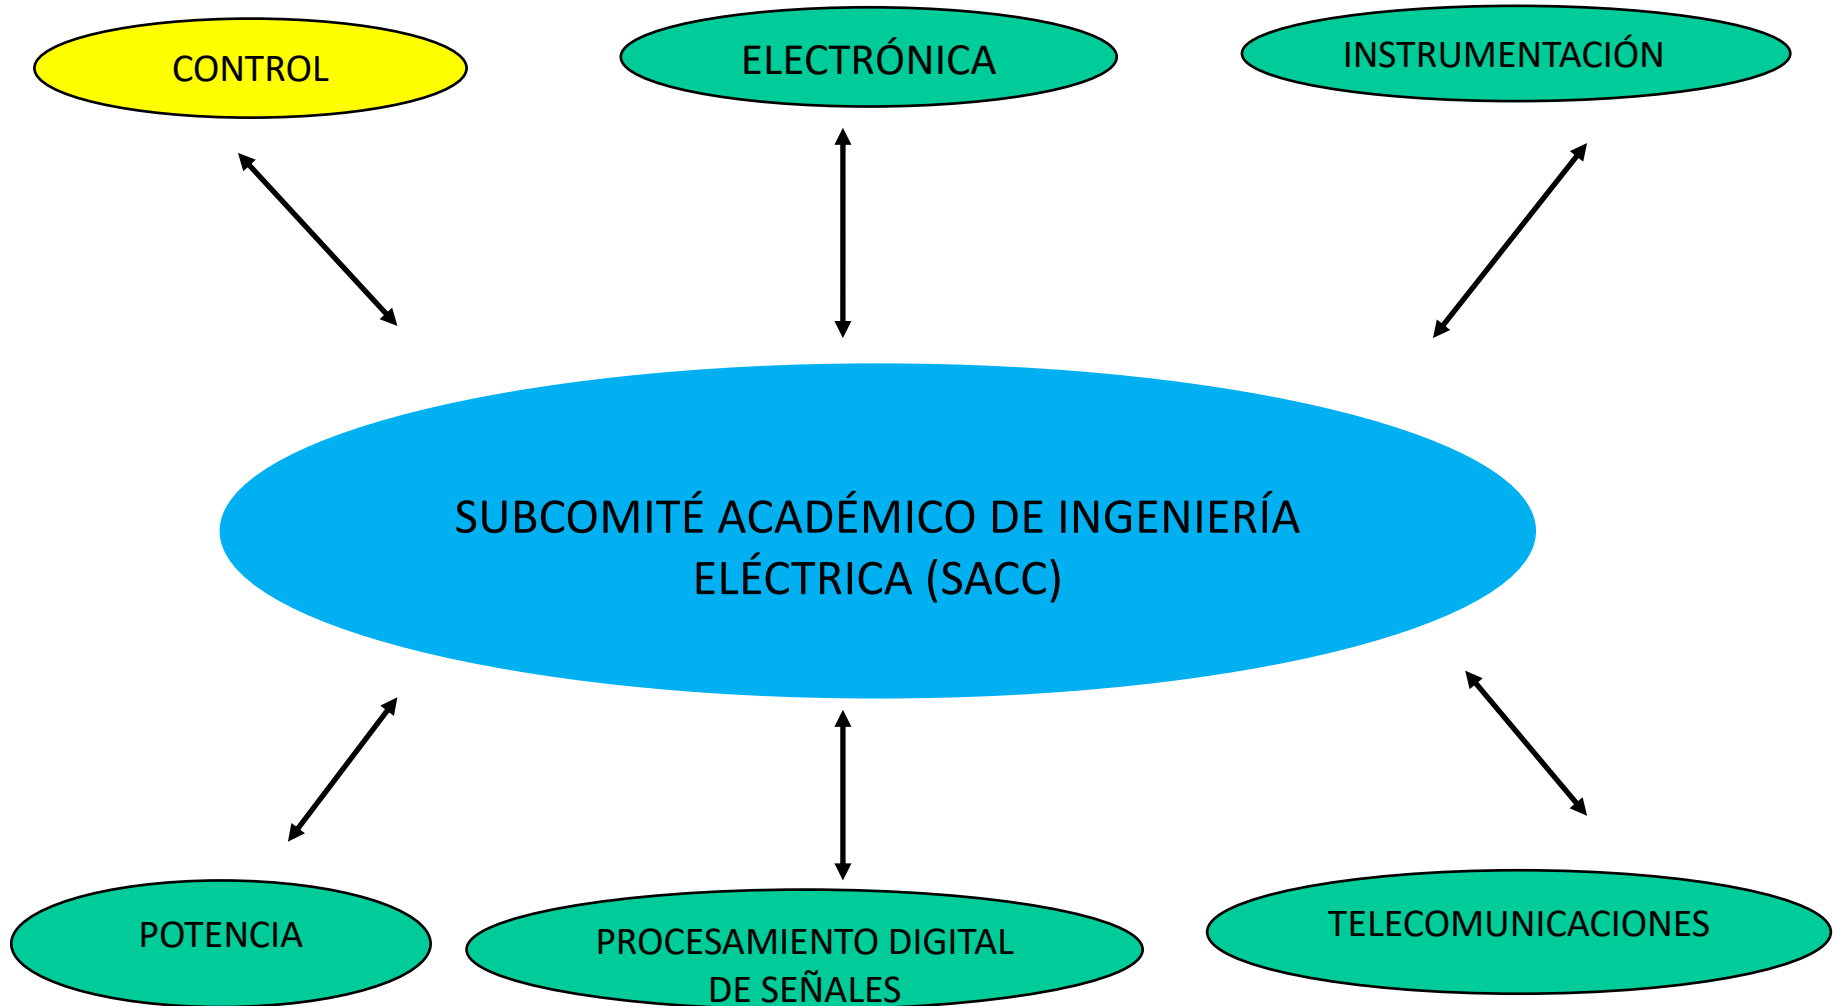 CONTROL
ELECTRÓNICA
INSTRUMENTACIÓN
SUBCOMITÉ ACADÉMICO DE INGENIERÍA
ELÉCTRICA (SACC)
POTENCIA
PROCESAMIENTO DIGITAL
DE SEÑALES
TELECOMUNICACIONES